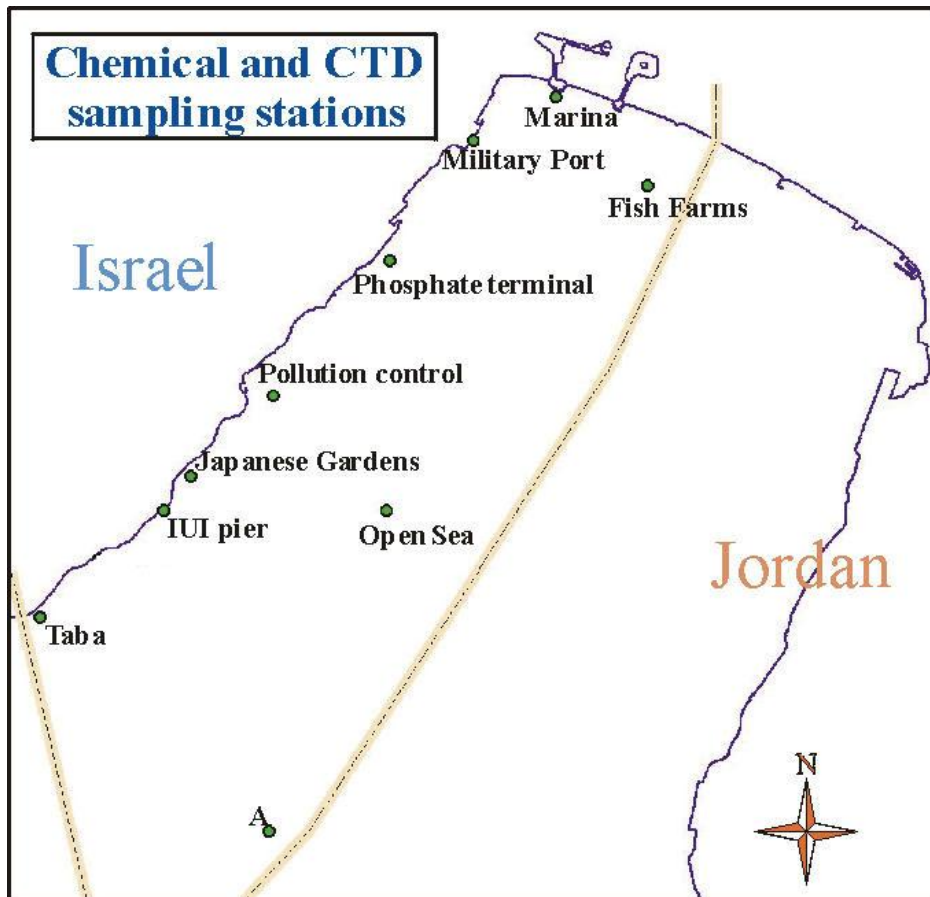 Chemical and CTD
sampling stations
Marina
Military Port
Fish Farms
Israel
Phosphate terminal
Pollution control
Japanese Gardens
IUI pier
Open Sea
Jordan
Taba
N
A